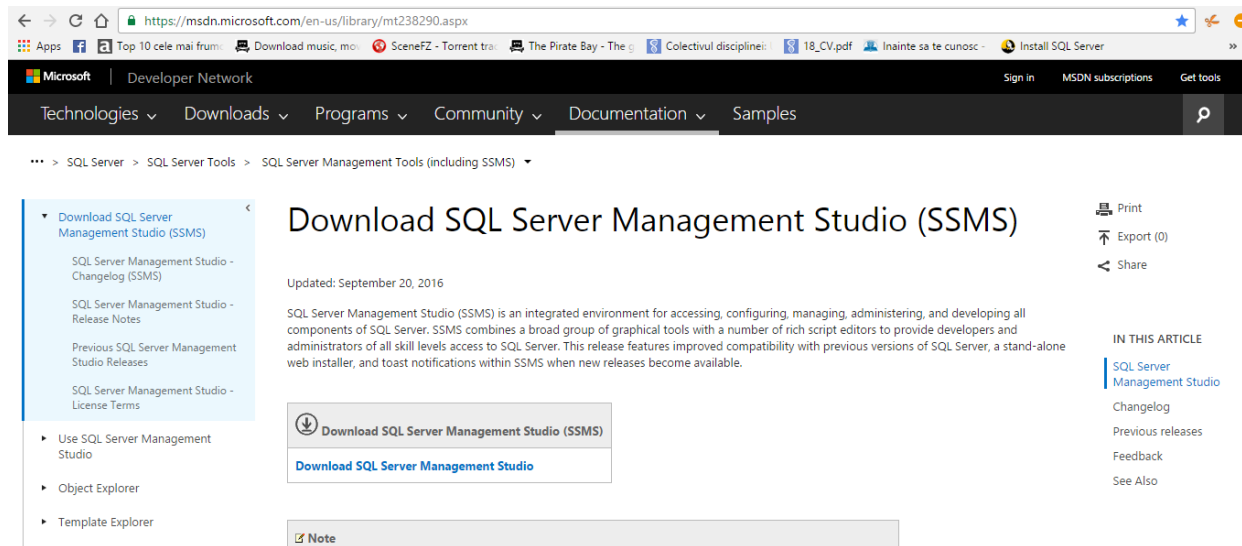 https://msdn.microsoft.com/en-us/library/mt238290.aspx
Apps Top 10 cele mai frum Download music, mov SceneFZ - Torrent trac The Pirate Bay - The g Colectivul disciplinei: 18_CV.pdf Inainte sa te cunosc - Install SQL Server »
Microsoft Developer Network Sign in MSDN subscriptions Get tools
Technologies Downloads Programs Community Documentation Samples
••• > SQL Server > SQL Server Tools > SQL Server Management Tools (including SSMS)
Download SQL Server
Management Studio (SSMS)
SQL Server Management Studio -
Changelog (SSMS)
SQL Server Management Studio -
Release Notes
Previous SQL Server Management
Studio Releases
SQL Server Management Studio -
License Terms
Use SQL Server Management
Studio
Object Explorer
Template Explorer
Download SQL Server Management Studio (SSMS)
Updated: September 20, 2016
SQL Server Management Studio (SSMS) is an integrated environment for accessing, configuring, managing, administering, and developing all
components of SQL Server. SSMS combines a broad group of graphical tools with a number of rich script editors to provide developers and
administrators of all skill levels access to SQL Server. This release features improved compatibility with previous versions of SQL Server, a stand-alone
web installer, and toast notifications within SSMS when new releases become available.
Download SQL Server Management Studio (SSMS)
Download SQL Server Management Studio
Note
Print
Export (0)
Share
IN THIS ARTICLE
SQL Server
Management Studio
Changelog
Previous releases
Feedback
See Also